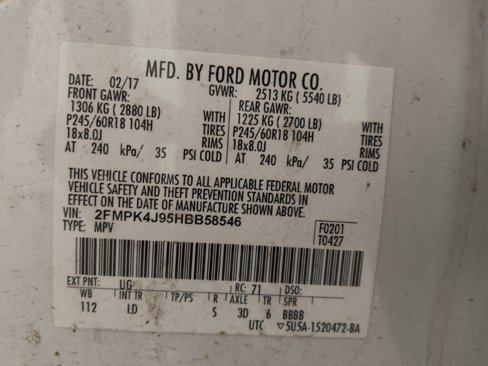 MFD. BY FORD MOTOR CO.
DATE: 02/17 GVWR: 2513 KG ( 5540 LB)
FRONT GAWR: REAR GAWR:
1306 KG ( 2880 LB) WITH 1225 KG ( 2700 LB) WITH
P245/60R18 104H TIRES P245/60R18 104H TIRES
18x8.0J RIMS 18x8.0J RIMS
AT 240 kPa/ 35 PSI COLD AT 240 kPa/ 35 PSI COLD
THIS VEHICLE CONFORMS TO ALL APPLICABLE FEDERAL MOTOR
VEHICLE SAFETY AND THEFT PREVENTION STANDARDS IN
EFFECT ON THE DATE OF MANUFACTURE SHOWN ABOVE.
VIN: 2FMPK4J95HBB58546 F0201
TYPE: MPV T0427
EXT PNT: UG RC: 71 DSO:
WB INT TR TP/PS R AXLE TR SPR
112 LD S 3D 6 BBBB
UTC ▽5U5A-1520472-BA